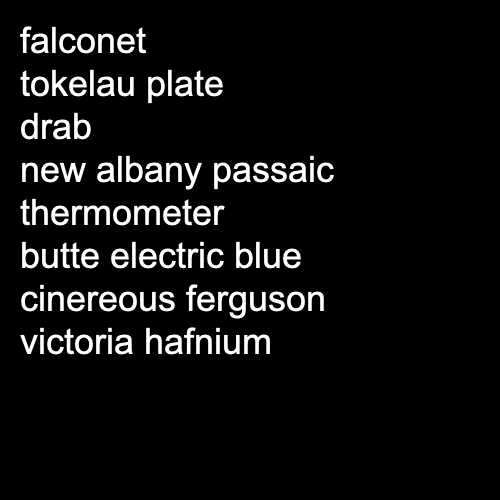 falconet
tokelau plate
drab
new albany passaic
thermometer
butte electric blue
cinereous ferguson
victoria hafnium